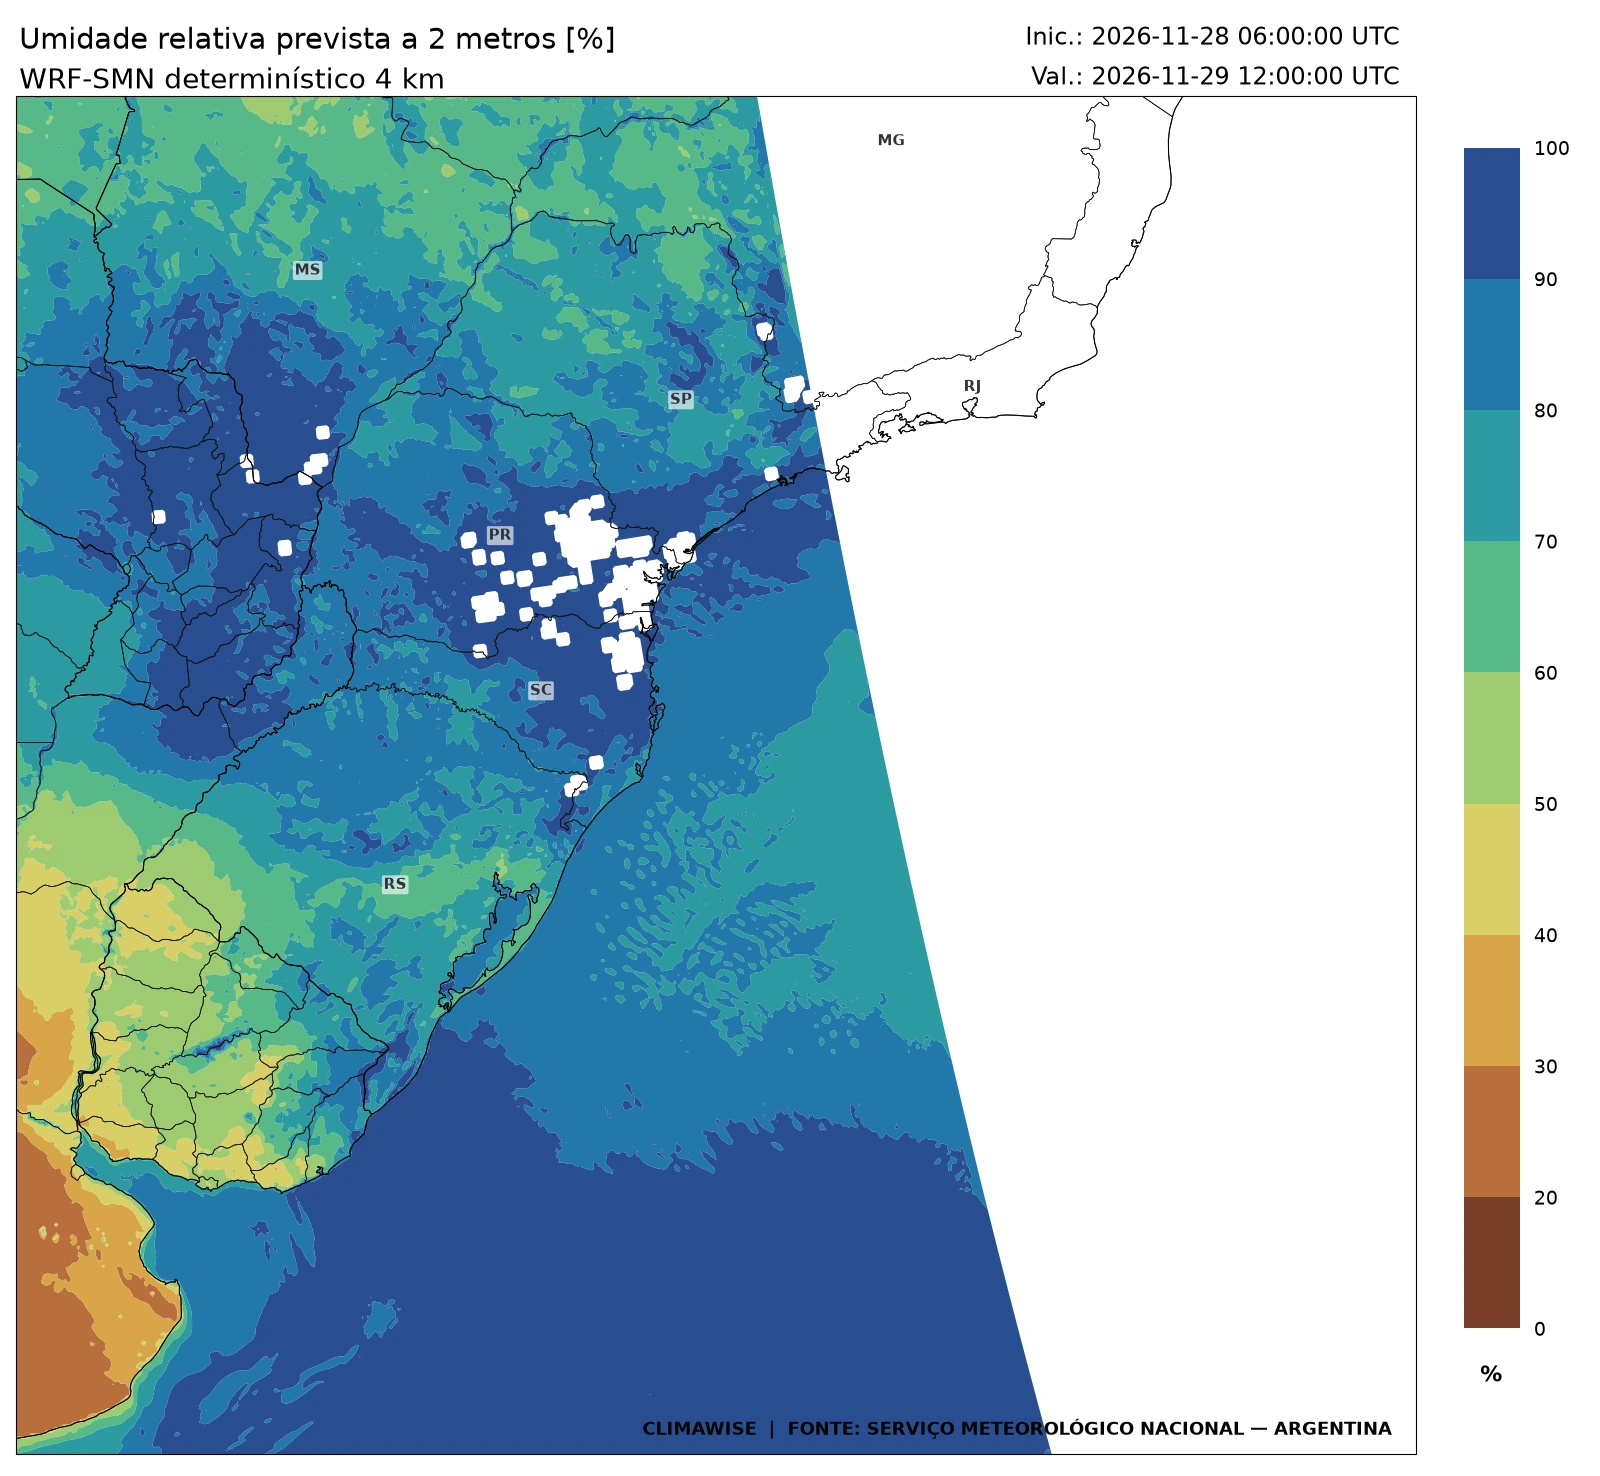 Umidade relativa prevista a 2 metros [%]
WRF-SMN determinístico 4 km
Inic.: 2026-11-28 06:00:00 UTC
Val.: 2026-11-29 12:00:00 UTC
MG
MS
RJ
SP
PR
SC
RS
100
90
80
70
60
50
40
30
20
0
%
CLIMAWISE | FONTE: SERVIÇO METEOROLÓGICO NACIONAL — ARGENTINA